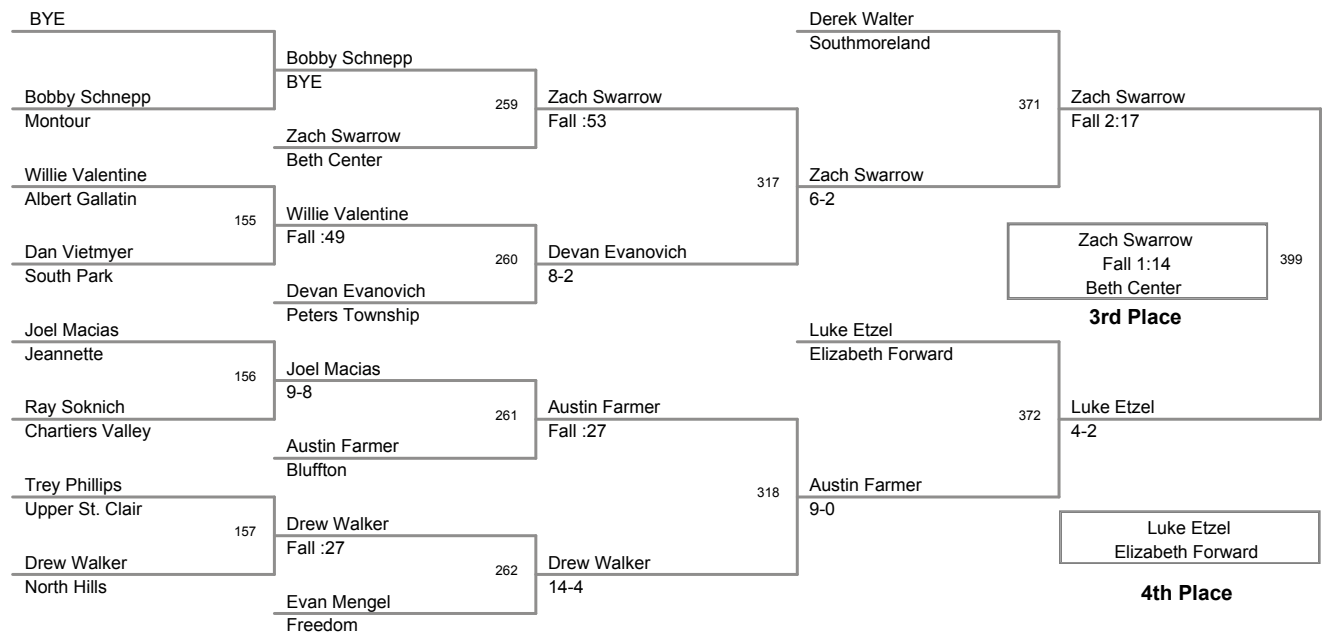 BYE
Bobby Schnepp
Montour
Willie Valentine
Albert Gallatin
155
Dan Vietmyer
South Park
Joel Macias
Jeannette
156
Ray Soknich
Chartiers Valley
Trey Phillips
Upper St. Clair
157
Drew Walker
North Hills
Bobby Schnepp
BYE
259
Zach Swarrow
Beth Center
Willie Valentine
Fall :49
260
Devan Evanovich
Peters Township
Joel Macias
9-8
261
Austin Farmer
Bluffton
Drew Walker
Fall :27
262
Evan Mengel
Freedom
Zach Swarrow
Fall :53
317
Devan Evanovich
8-2
Austin Farmer
Fall :27
318
Drew Walker
14-4
Derek Walter
Southmoreland
371
Zach Swarrow
6-2
Luke Etzel
Elizabeth Forward
372
Austin Farmer
9-0
Zach Swarrow
Fall 2:17
Zach Swarrow
Fall 1:14
Beth Center
399
3rd Place
Luke Etzel
4-2
Luke Etzel
Elizabeth Forward
4th Place